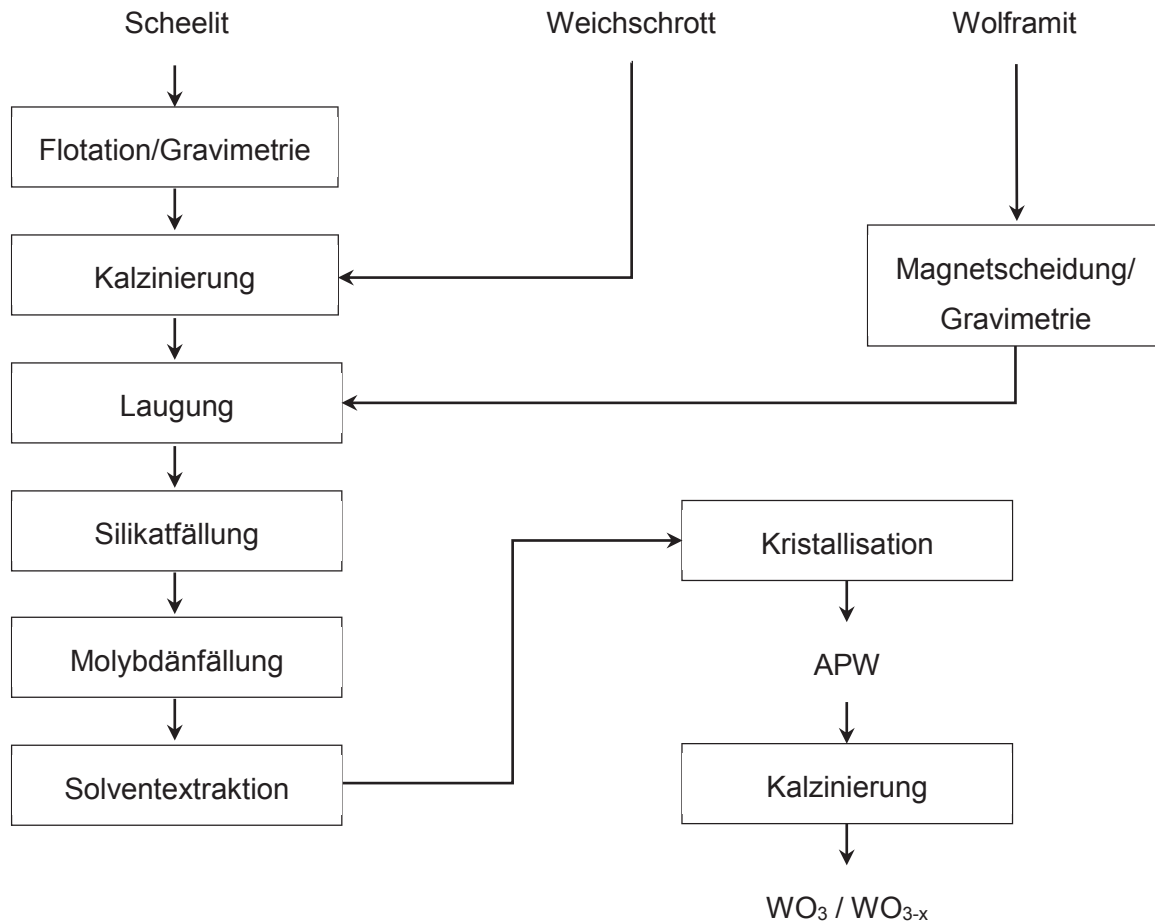 Scheelit
Weichschrott
Wolframit
Flotation/Gravimetrie
Kalzinierung
Magnetscheidung/
Gravimetrie
Laugung
Silikatfällung
Molybdänfällung
Solventextraktion
Kristallisation
APW
Kalzinierung
WO₃ / WO₃₋ₓ